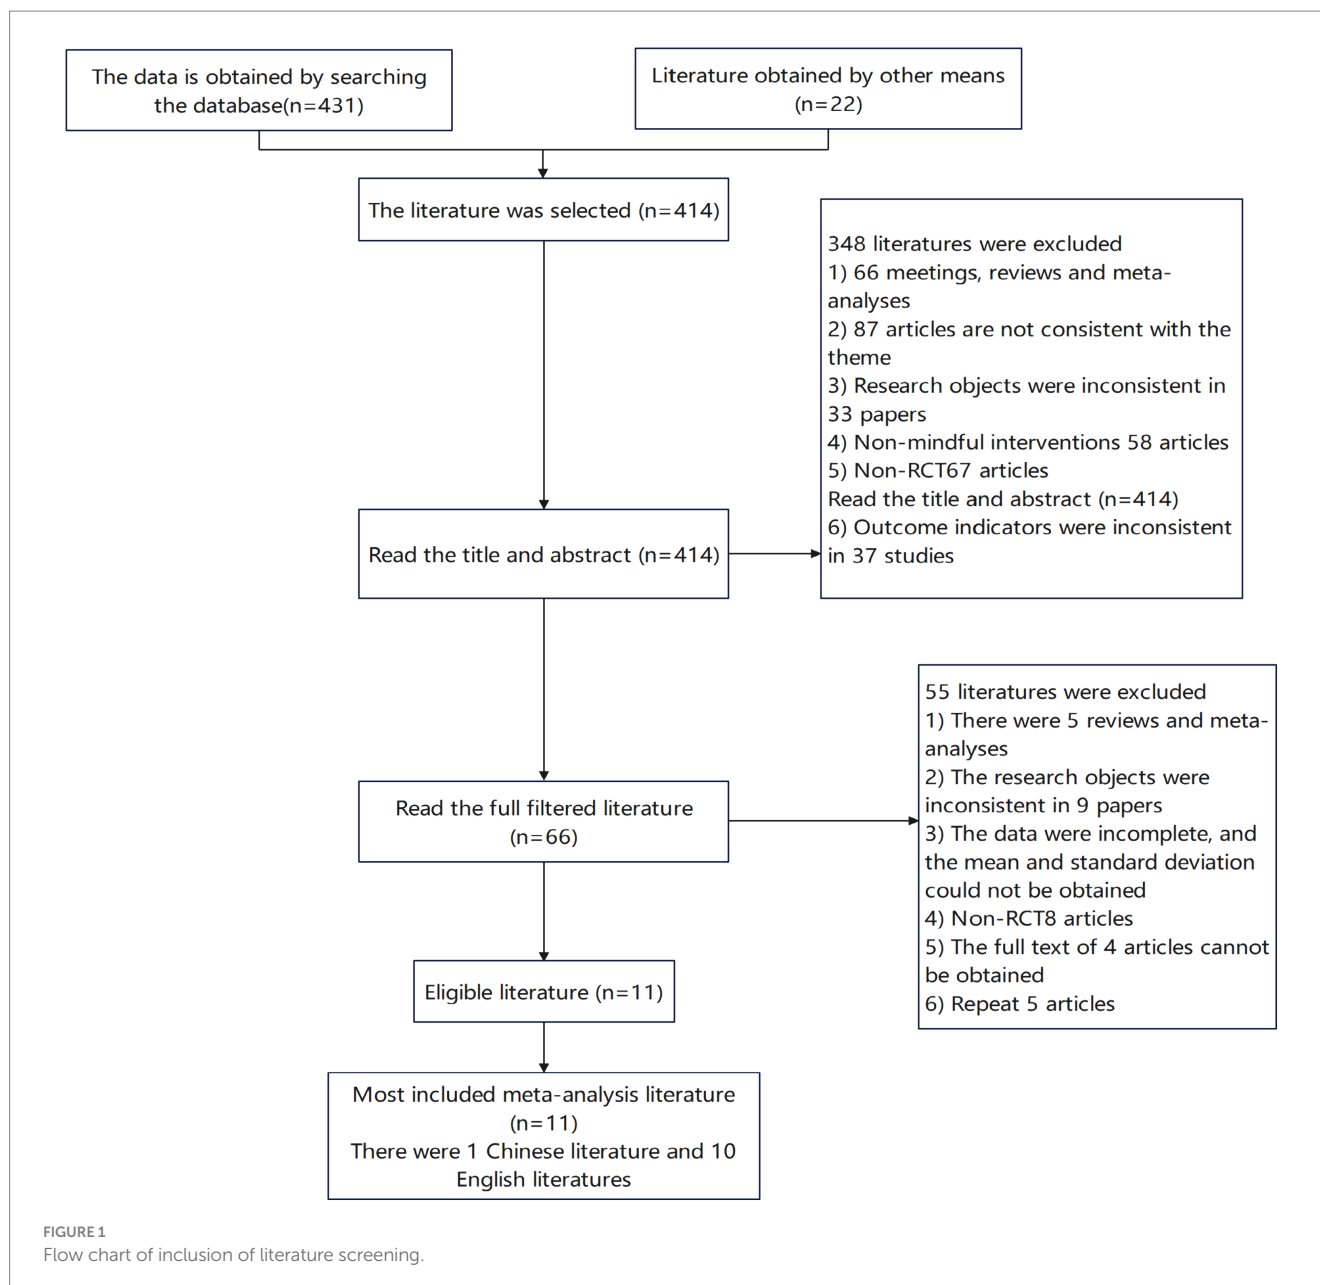 The data is obtained by searching
the database(n=431)
Literature obtained by other means
(n=22)
The literature was selected (n=414)
348 literatures were excluded
1) 66 meetings, reviews and meta-
analyses
2) 87 articles are not consistent with the
theme
3) Research objects were inconsistent in
33 papers
4) Non-mindful interventions 58 articles
5) Non-RCT67 articles
Read the title and abstract (n=414)
6) Outcome indicators were inconsistent
in 37 studies
Read the title and abstract (n=414)
55 literatures were excluded
1) There were 5 reviews and meta-
analyses
2) The research objects were
inconsistent in 9 papers
3) The data were incomplete, and
the mean and standard deviation
could not be obtained
4) Non-RCT8 articles
5) The full text of 4 articles cannot
be obtained
6) Repeat 5 articles
Read the full filtered literature
(n=66)
Eligible literature (n=11)
Most included meta-analysis literature
(n=11)
There were 1 Chinese literature and 10
English literatures
FIGURE 1
Flow chart of inclusion of literature screening.